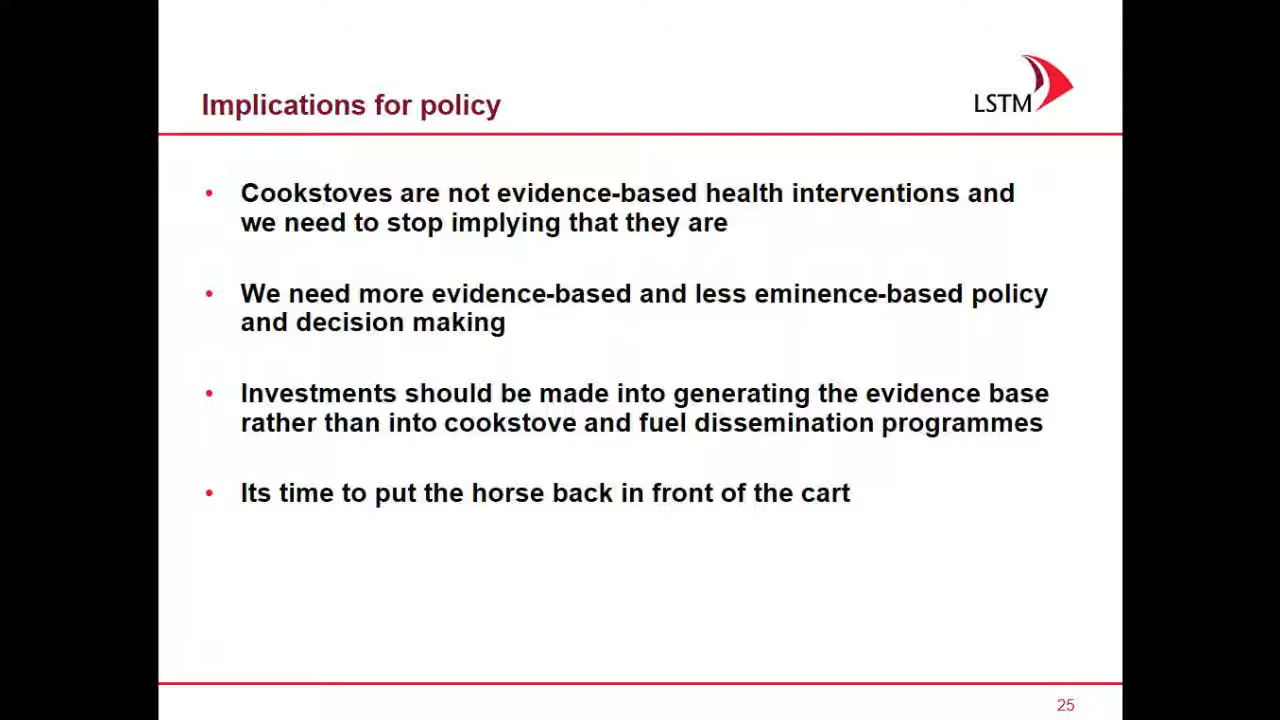 Implications for policy
LSTM
• Cookstoves are not evidence-based health interventions and
we need to stop implying that they are
• We need more evidence-based and less eminence-based policy
and decision making
• Investments should be made into generating the evidence base
rather than into cookstove and fuel dissemination programmes
• Its time to put the horse back in front of the cart
25